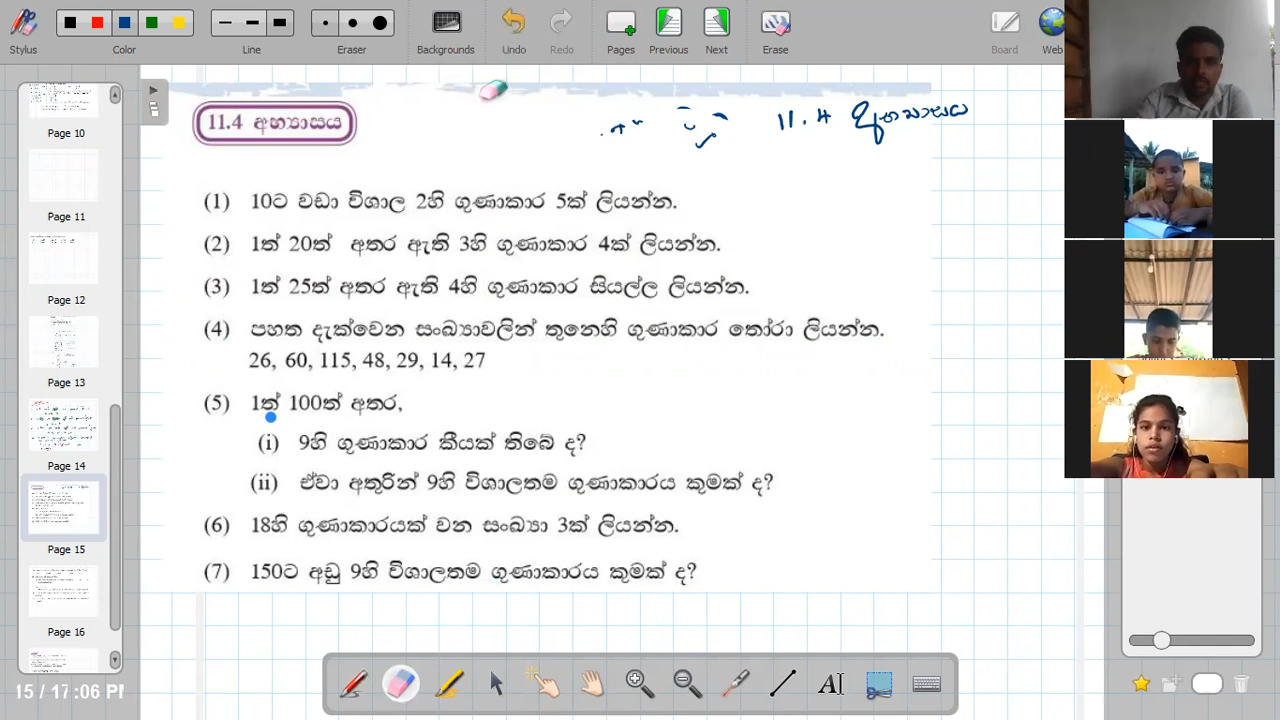 Stylus Color Line Eraser Backgrounds Undo Redo Pages Previous Next Erase Board Web
11.4 අභ්‍යාසය
11.4 අභ්‍යාසය
(1) 10ට වඩා විශාල 2හි ගුණාකාර 5ක් ලියන්න.
(2) 1ත් 20ත් අතර ඇති 3හි ගුණාකාර 4ක් ලියන්න.
(3) 1ත් 25ත් අතර ඇති 4හි ගුණාකාර සියල්ල ලියන්න.
(4) පහත දැක්වෙන සංඛ්‍යාවලින් තුනෙහි ගුණාකාර තෝරා ලියන්න.
26, 60, 115, 48, 29, 14, 27
(5) 1ත් 100ත් අතර,
(i) 9හි ගුණාකාර කීයක් තිබේ ද?
(ii) ඒවා අතුරින් 9හි විශාලතම ගුණාකාරය කුමක් ද?
(6) 18හි ගුණාකාරයක් වන සංඛ්‍යා 3ක් ලියන්න.
(7) 150ට අඩු 9හි විශාලතම ගුණාකාරය කුමක් ද?
Page 10
Page 11
Page 12
Page 13
Page 14
Page 15
Page 16
15 / 17
:06 PM